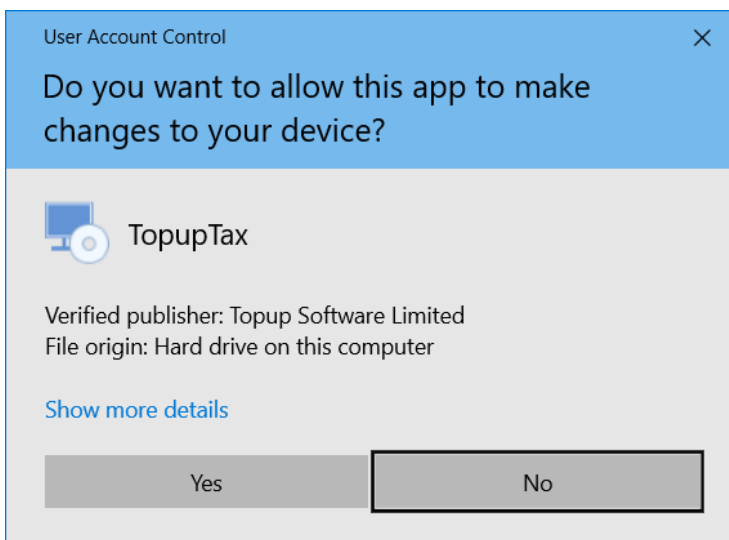 User Account Control
Do you want to allow this app to make
changes to your device?
TopupTax
Verified publisher: Topup Software Limited
File origin: Hard drive on this computer
Show more details
Yes
No